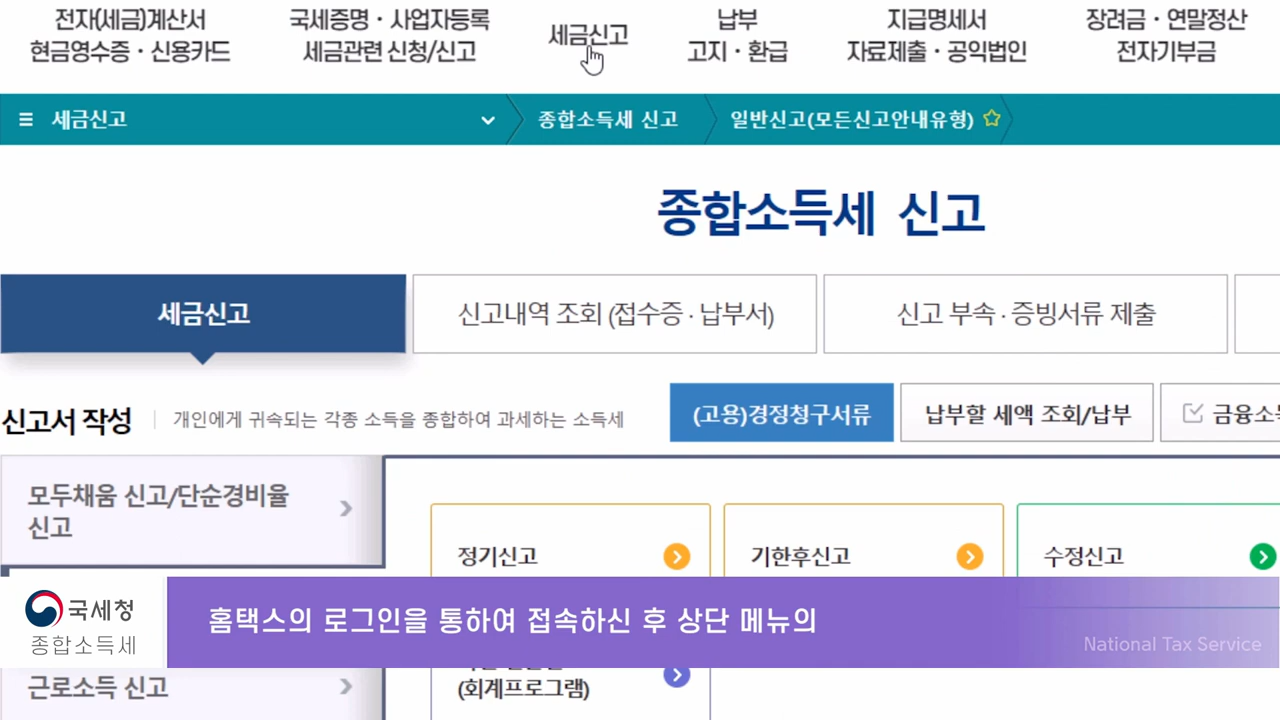 전자(세금)계산서
현금영수증 · 신용카드
국세증명 · 사업자등록
세금관련 신청/신고
세금신고
납부
고지 · 환급
지급명세서
자료제출 · 공익법인
장려금 · 연말정산
전자기부금
세금신고
종합소득세 신고
일반신고(모든신고안내유형)
종합소득세 신고
세금신고
신고내역 조회 (접수증 · 납부서)
신고 부속 · 증빙서류 제출
신고서 작성
개인에게 귀속되는 각종 소득을 종합하여 과세하는 소득세
(고용)경정청구서류
납부할 세액 조회/납부
금융소
모두채움 신고/단순경비율
신고
정기신고
기한후신고
수정신고
국세청
종합소득세
홈택스의 로그인을 통하여 접속하신 후 상단 메뉴의
National Tax Service
근로소득 신고
(회계프로그램)